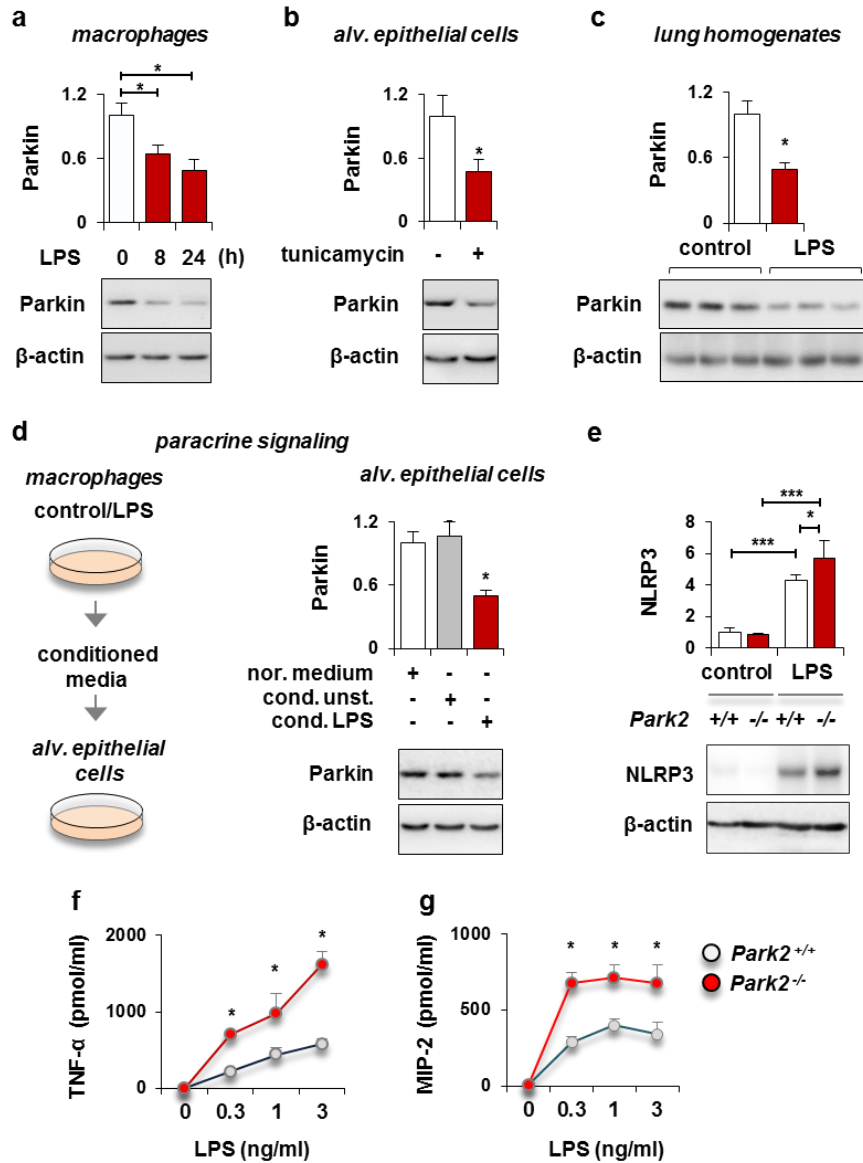 a
macrophages
*
*
1.2
0.6
0
Parkin
LPS 0 8 24 (h)
Parkin
β-actin
b
alv. epithelial cells
1.2
0.6
0
Parkin
*
tunicamycin - +
Parkin
β-actin
c
lung homogenates
1.2
0.6
0
Parkin
*
control LPS
Parkin
β-actin
d
paracrine signaling
macrophages
control/LPS
conditioned
media
alv. epithelial
cells
alv. epithelial cells
1.2
0.6
0
Parkin
*
nor. medium + - -
cond. unst. - + -
cond. LPS - - +
Parkin
β-actin
e
***
*
***
8
6
4
2
0
NLRP3
control LPS
Park2 +/+ -/- +/+ -/-
NLRP3
β-actin
f
2000
1000
0
TNF-α (pmol/ml)
* * *
0 0.3 1 3
LPS (ng/ml)
g
1000
500
0
MIP-2 (pmol/ml)
* * *
0 0.3 1 3
LPS (ng/ml)
Park2 +/+
Park2 -/-